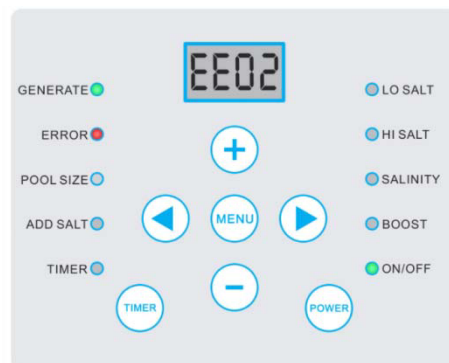 EE02
GENERATE
ERROR
POOL SIZE
ADD SALT
TIMER
+
MENU
−
TIMER
POWER
LO SALT
HI SALT
SALINITY
BOOST
ON/OFF